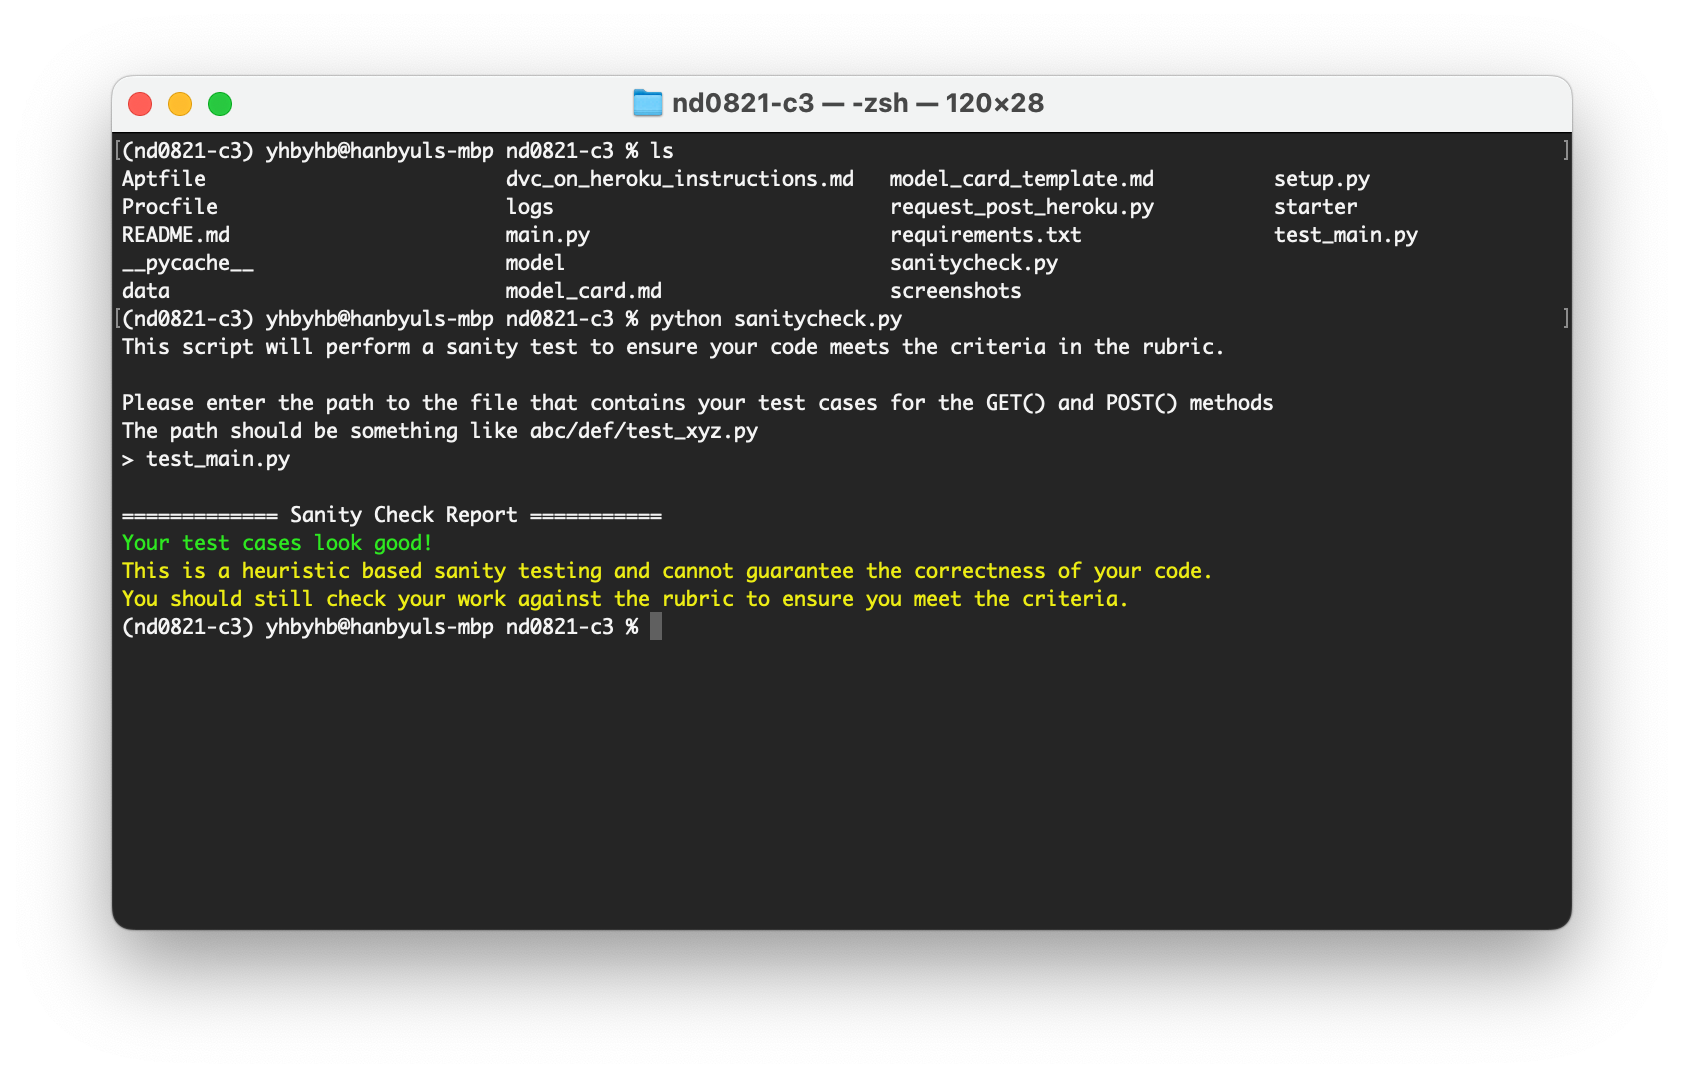 nd0821-c3 — -zsh — 120×28
(nd0821-c3) yhbyhb@hanbyuls-mbp nd0821-c3 % ls
Aptfile dvc_on_heroku_instructions.md model_card_template.md setup.py
Procfile logs request_post_heroku.py starter
README.md main.py requirements.txt test_main.py
__pycache__ model sanitycheck.py
data model_card.md screenshots
(nd0821-c3) yhbyhb@hanbyuls-mbp nd0821-c3 % python sanitycheck.py
This script will perform a sanity test to ensure your code meets the criteria in the rubric.
Please enter the path to the file that contains your test cases for the GET() and POST() methods
The path should be something like abc/def/test_xyz.py
> test_main.py
============= Sanity Check Report ===========
Your test cases look good!
This is a heuristic based sanity testing and cannot guarantee the correctness of your code.
You should still check your work against the rubric to ensure you meet the criteria.
(nd0821-c3) yhbyhb@hanbyuls-mbp nd0821-c3 %